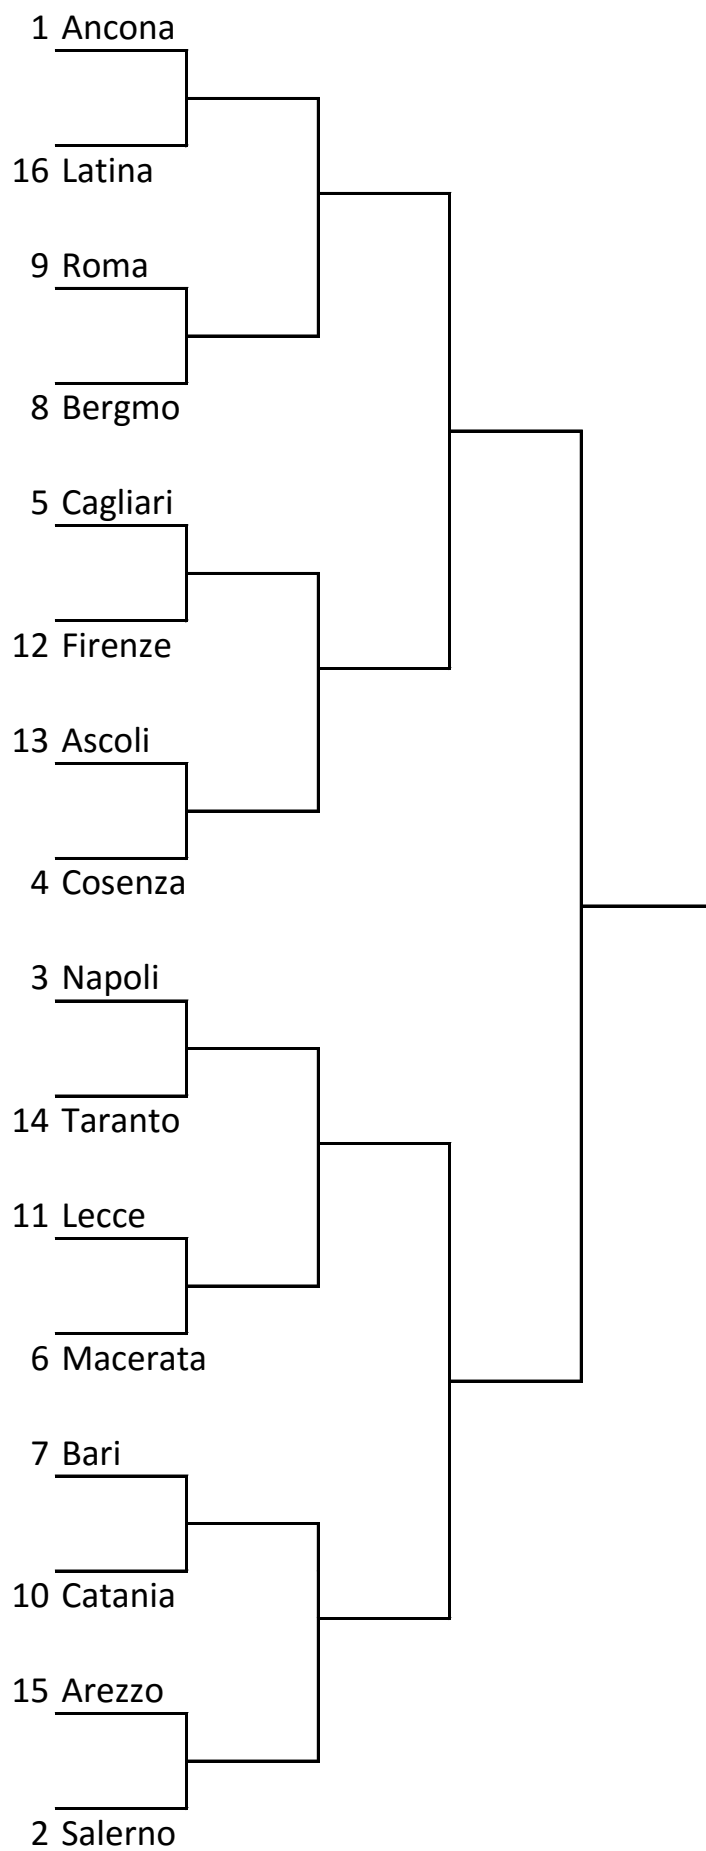 1 Ancona
16 Latina
9 Roma
8 Bergmo
5 Cagliari
12 Firenze
13 Ascoli
4 Cosenza
3 Napoli
14 Taranto
11 Lecce
6 Macerata
7 Bari
10 Catania
15 Arezzo
2 Salerno